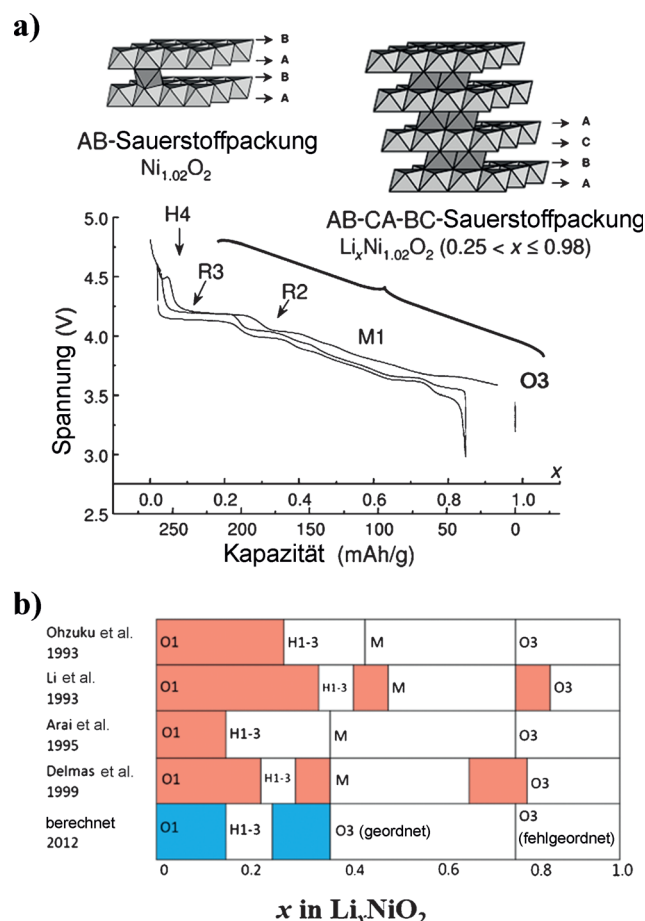 a)
B
A
B
A
AB-Sauerstoffpackung
Ni1.02O2
A
C
B
A
AB-CA-BC-Sauerstoffpackung
LixNi1.02O2 (0.25 < x ≤ 0.98)
5.0
4.5
4.0
3.5
3.0
2.5
Spannung (V)
H4
R3
R2
M1
O3
x
0.0 0.2 0.4 0.6 0.8 1.0
250 200 150 100 50 0
Kapazität (mAh/g)
b)
Ohzuku et al.
1993
O1 H1-3 M O3
Li et al.
1993
O1 H1-3 M O3
Arai et al.
1995
O1 H1-3 M O3
Delmas et al.
1999
O1 H1-3 M O3
berechnet
2012
O1 H1-3 O3 (geordnet) O3
(fehlgeordnet)
0 0.2 0.4 0.6 0.8 1.0
x in LixNiO2